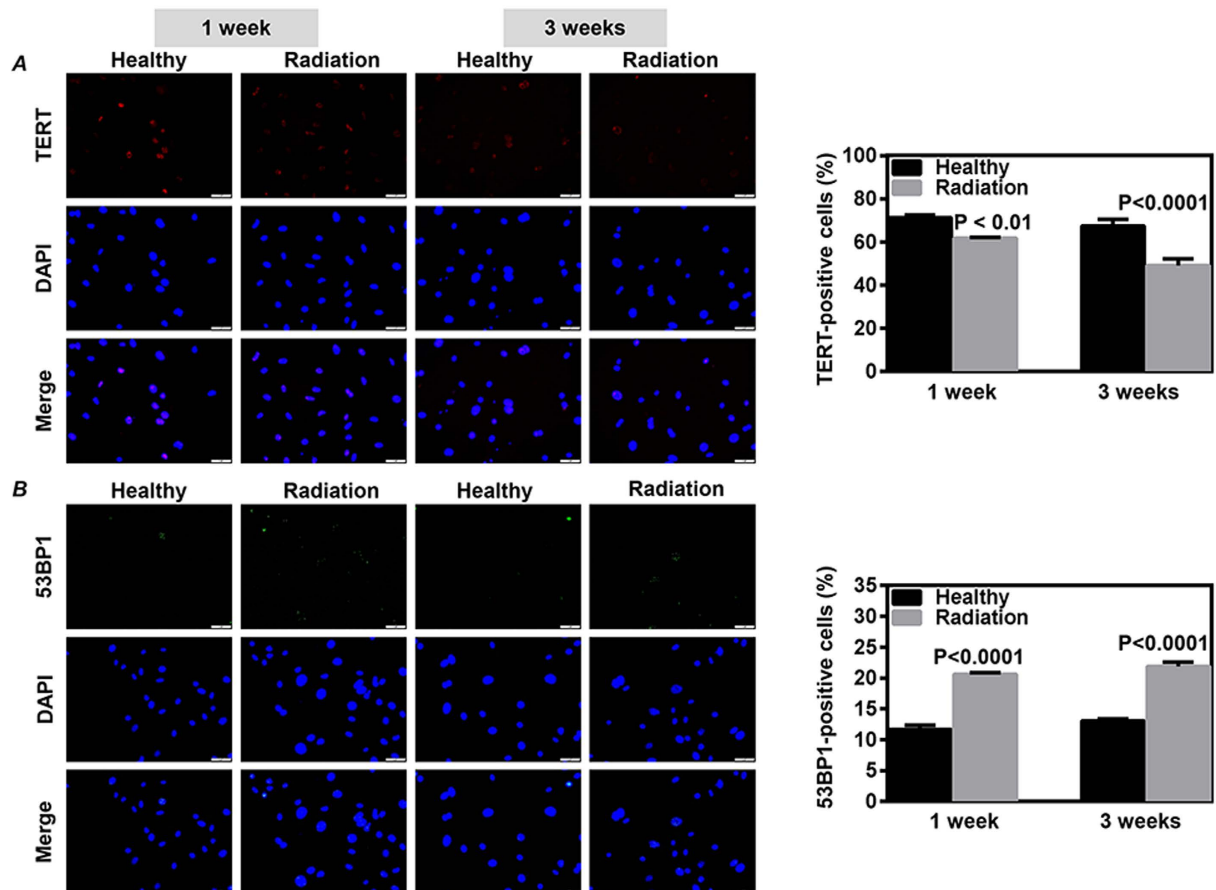 1 week 3 weeks
A Healthy Radiation Healthy Radiation
TERT
DAPI
Merge
100
80
60
40
20
0
TERT-positive cells (%)
Healthy
Radiation
P < 0.01
P<0.0001
1 week 3 weeks
B Healthy Radiation Healthy Radiation
53BP1
DAPI
Merge
35
30
25
20
15
10
5
0
53BP1-positive cells (%)
Healthy
Radiation
P<0.0001
P<0.0001
1 week 3 weeks